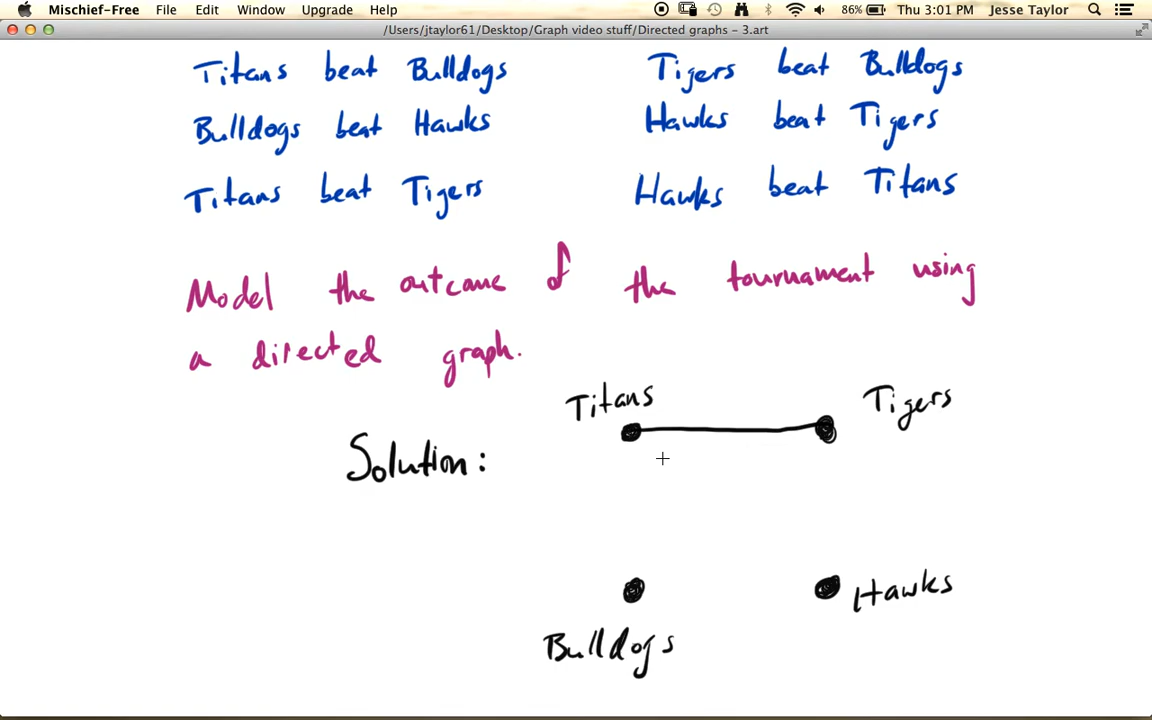 Mischief-Free File Edit Window Upgrade Help 86% Thu 3:01 PM Jesse Taylor
/Users/jtaylor61/Desktop/Graph video stuff/Directed graphs - 3.art
Titans beat Bulldogs
Bulldogs beat Hawks
Titans beat Tigers
Tigers beat Bulldogs
Hawks beat Tigers
Hawks beat Titans
Model the outcome of the tournament using
a directed graph.
Solution:
Titans
Tigers
Bulldogs
Hawks